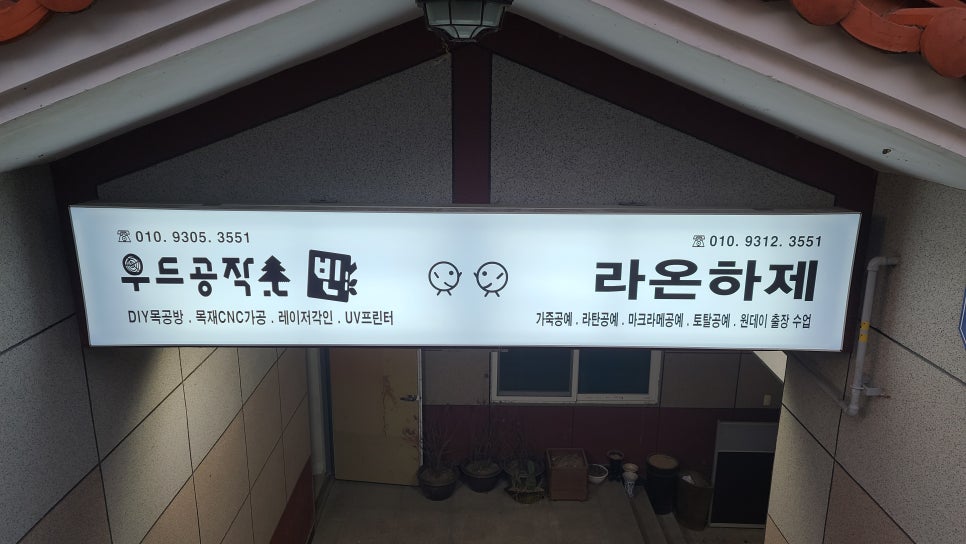 ☏ 010. 9305. 3551
우드공작소
DIY목공방 . 목재CNC가공 . 레이저각인 . UV프린터
☏ 010. 9312. 3551
라온하제
가죽공예 . 라탄공예 . 마크라메공예 . 토탈공예 . 원데이 출장 수업